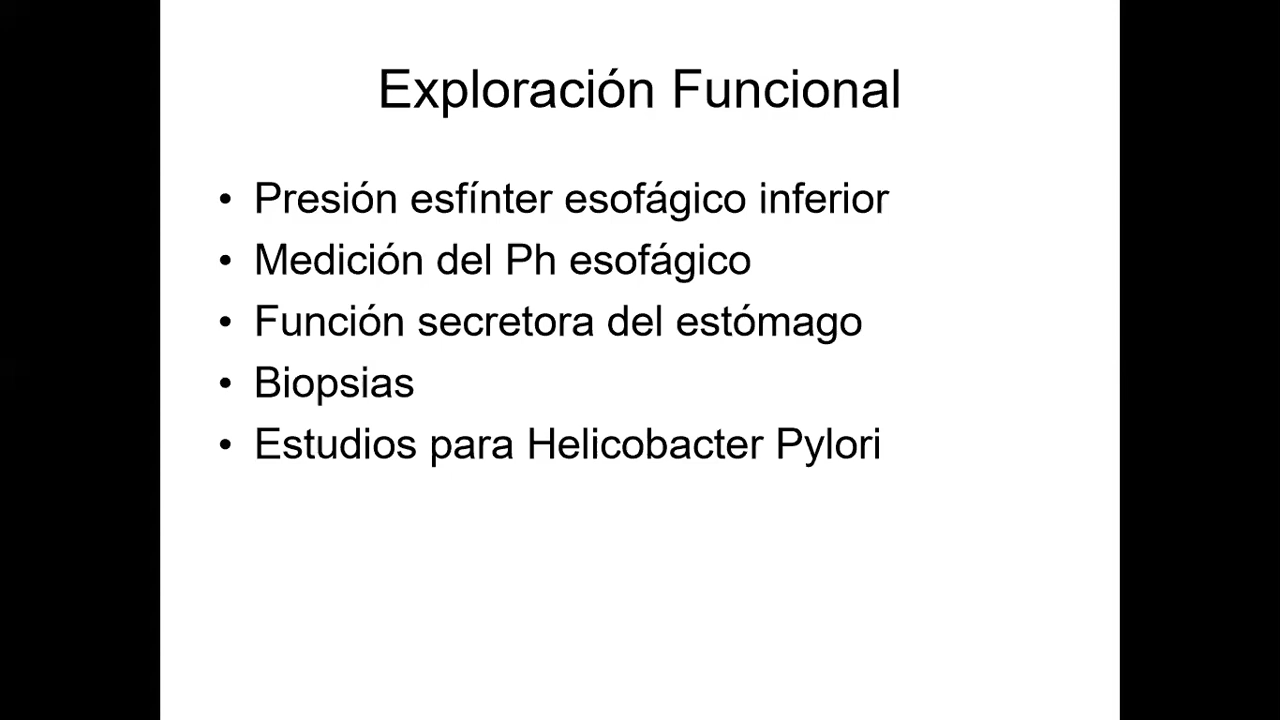 Exploración Funcional
• Presión esfínter esofágico inferior
• Medición del Ph esofágico
• Función secretora del estómago
• Biopsias
• Estudios para Helicobacter Pylori